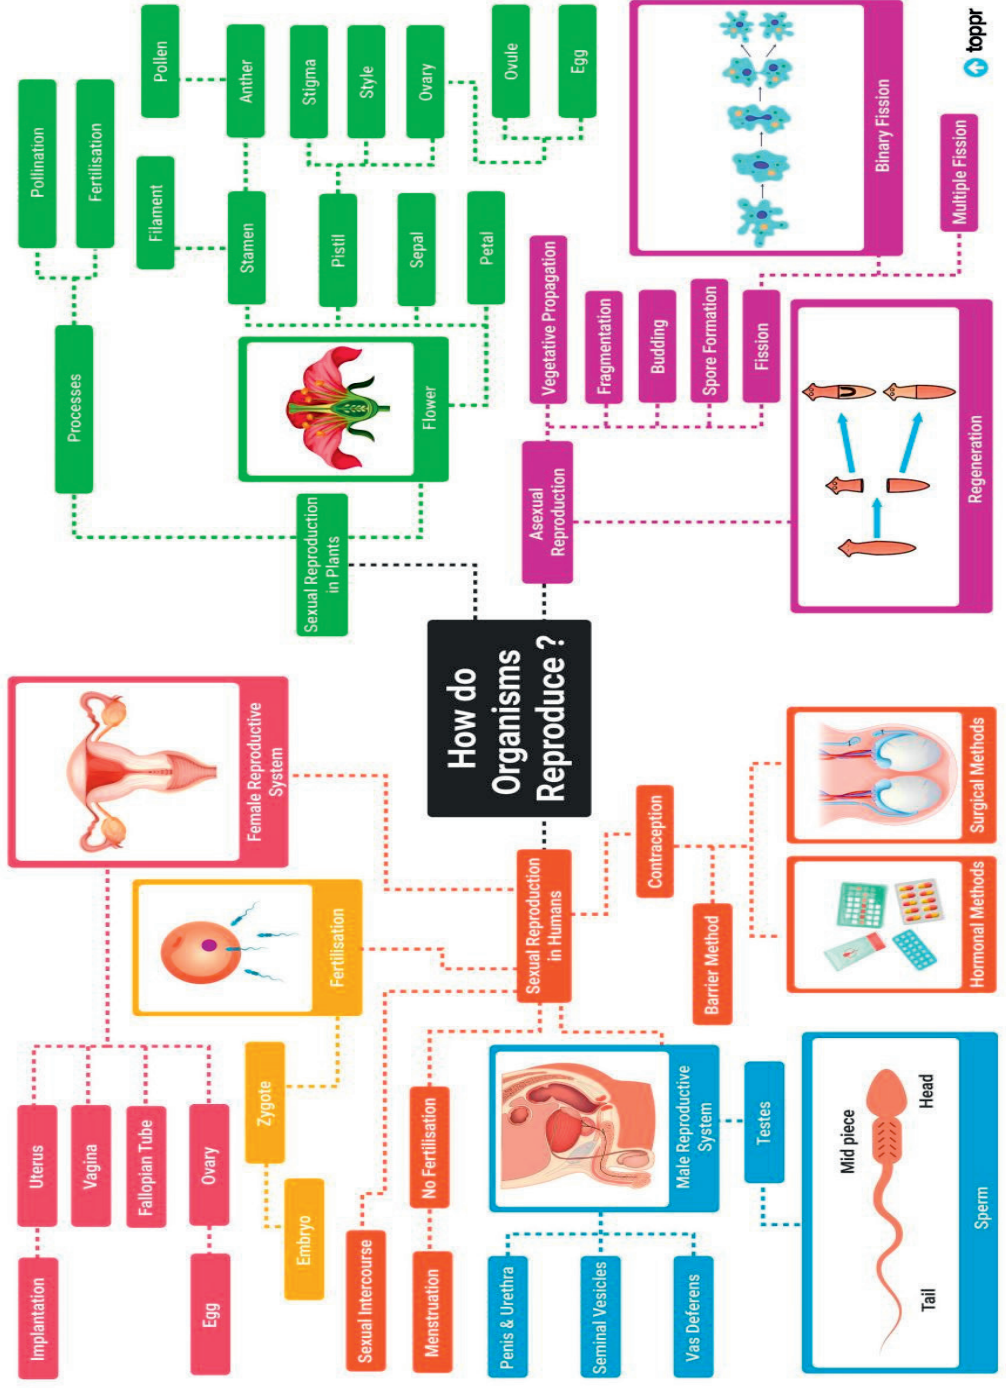 How do
Organisms
Reproduce ?
Sexual Reproduction
in Humans
Female Reproductive
System
Uterus
Implantation
Vagina
Fallopian Tube
Ovary
Egg
Fertilisation
Zygote
Embryo
Sexual Intercourse
No Fertilisation
Menstruation
Male Reproductive
System
Penis & Urethra
Seminal Vesicles
Vas Deferens
Testes
Sperm
Tail
Mid piece
Head
Contraception
Barrier Method
Hormonal Methods
Surgical Methods
Sexual Reproduction
in Plants
Processes
Pollination
Fertilisation
Flower
Stamen
Filament
Anther
Pollen
Pistil
Stigma
Style
Ovary
Ovule
Egg
Sepal
Petal
Asexual
Reproduction
Vegetative Propagation
Fragmentation
Budding
Spore Formation
Fission
Binary Fission
Multiple Fission
Regeneration
toppr